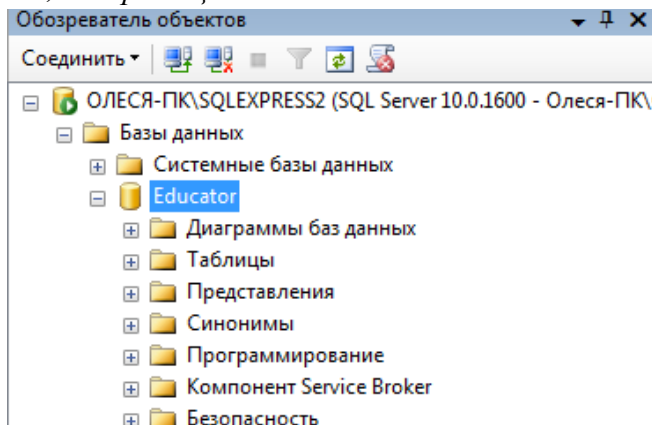 Обозреватель объектов
Соединить
ОЛЕСЯ-ПК\SQLEXPRESS2 (SQL Server 10.0.1600 - Олеся-ПК\
Базы данных
Системные базы данных
Educator
Диаграммы баз данных
Таблицы
Представления
Синонимы
Программирование
Компонент Service Broker
Безопасность